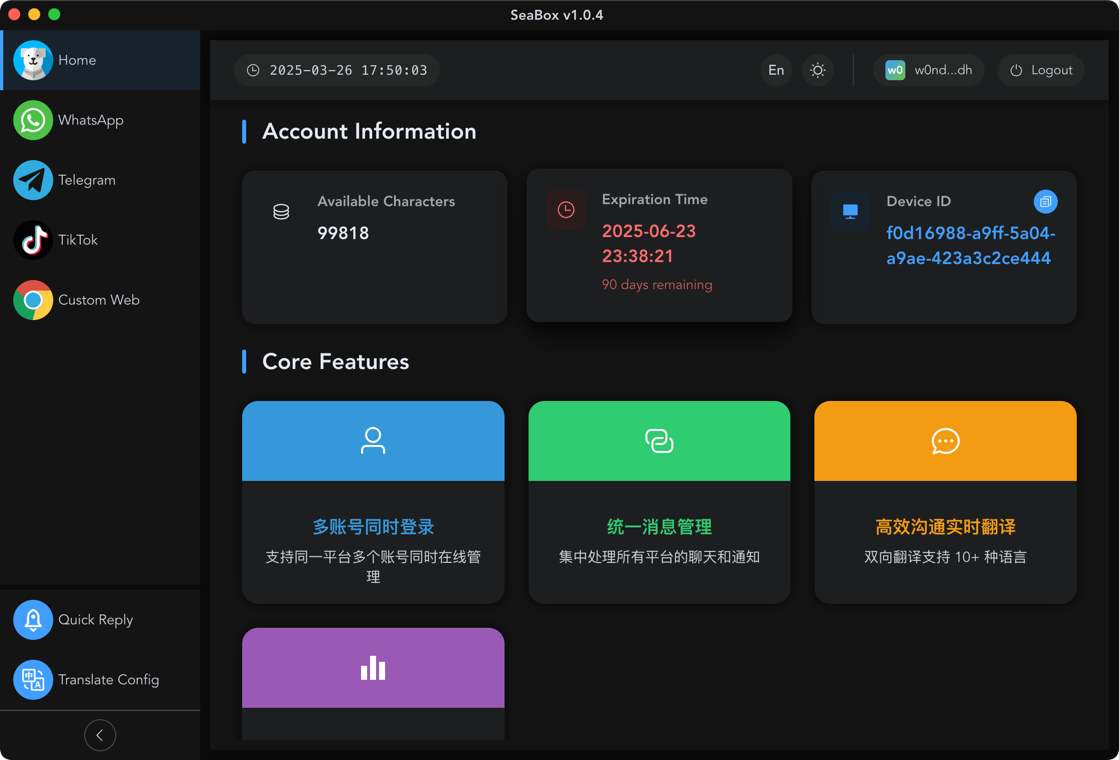 SeaBox v1.0.4
Home
WhatsApp
Telegram
TikTok
Custom Web
Quick Reply
Translate Config
2025-03-26 17:50:03
En
w0
w0nd...dh
Logout
Account Information
Available Characters
99818
Expiration Time
2025-06-23
23:38:21
90 days remaining
Device ID
f0d16988-a9ff-5a04-
a9ae-423a3c2ce444
Core Features
多账号同时登录
支持同一平台多个账号同时在线管
理
统一消息管理
集中处理所有平台的聊天和通知
高效沟通实时翻译
双向翻译支持 10+ 种语言